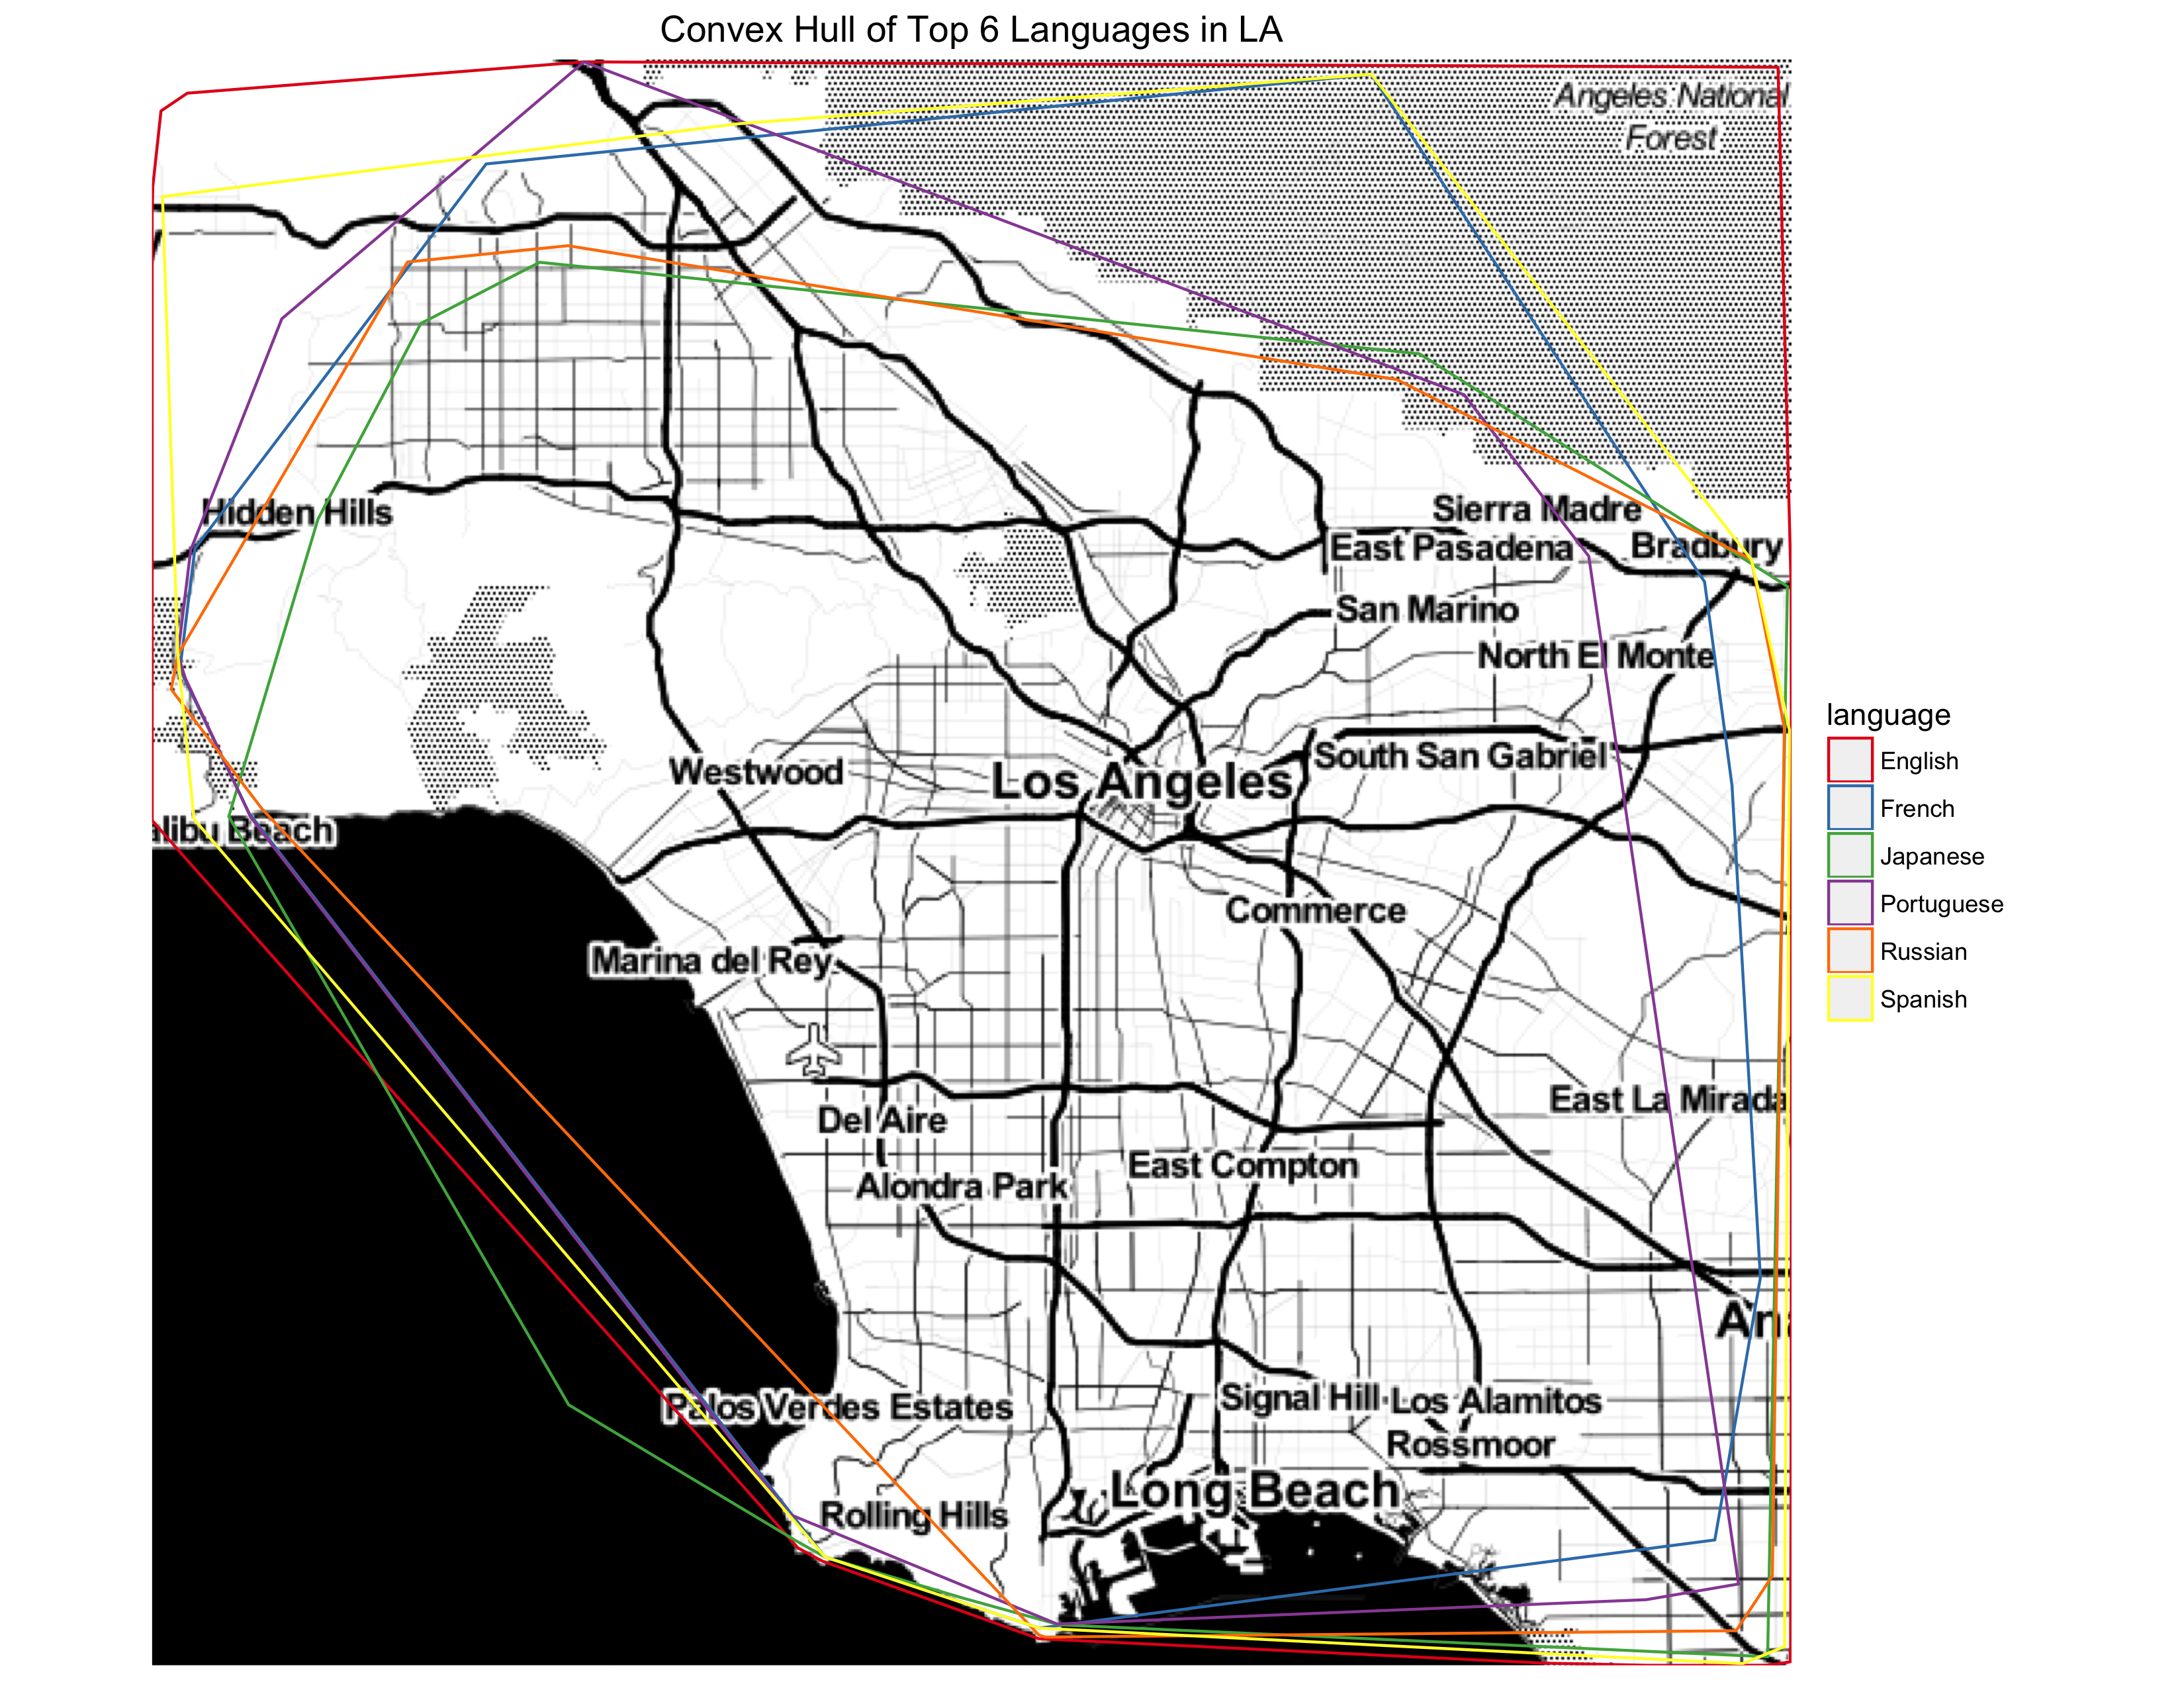 Convex Hull of Top 6 Languages in LA
Angeles National
Forest
Hidden Hills
Sierra Madre
East Pasadena
Bradbury
San Marino
North El Monte
South San Gabriel
Westwood
Los Angeles
alibu Beach
Commerce
Marina del Rey
East La Mirada
Del Aire
East Compton
Alondra Park
Ana
Palos Verdes Estates
Signal Hill
Los Alamitos
Rossmoor
Long Beach
Rolling Hills
language
English
French
Japanese
Portuguese
Russian
Spanish